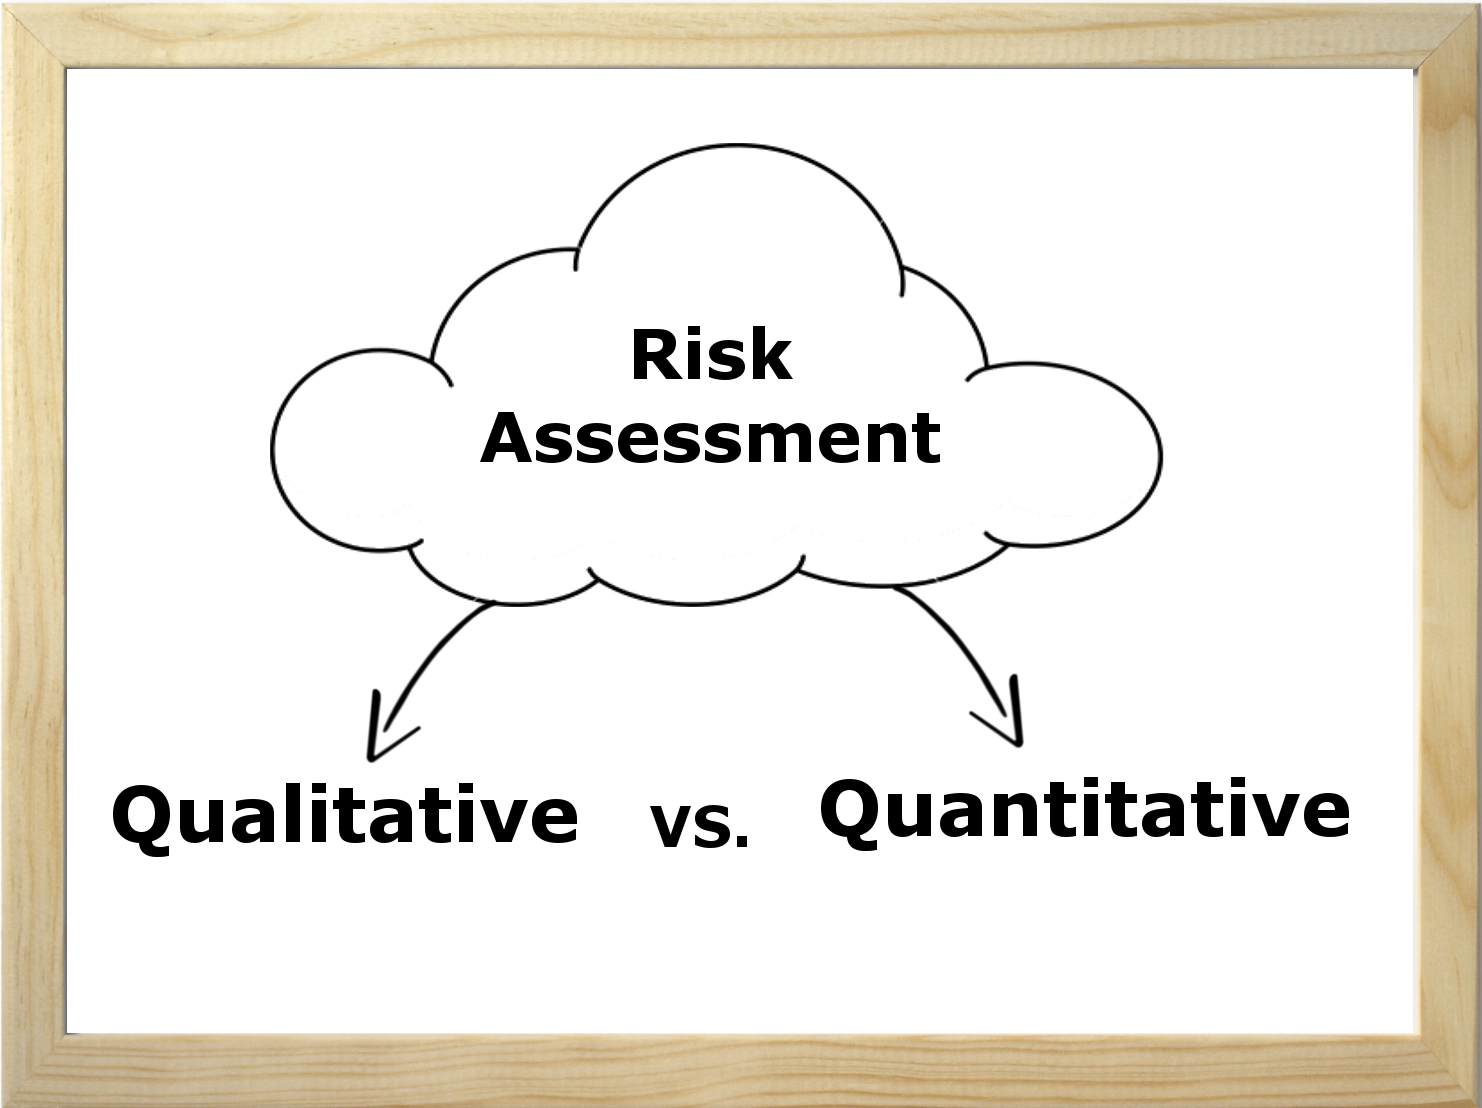 Risk
Assessment
Qualitative vs. Quantitative